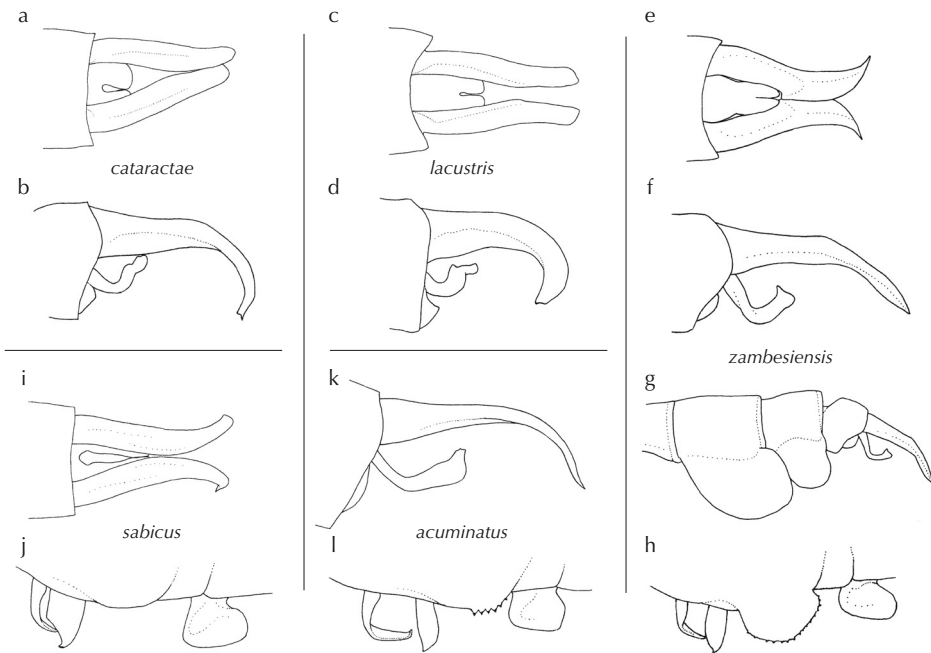 a
c
e
cataractae
lacustris
b
d
f
zambesiensis
i
k
g
sabicus
acuminatus
j
l
h